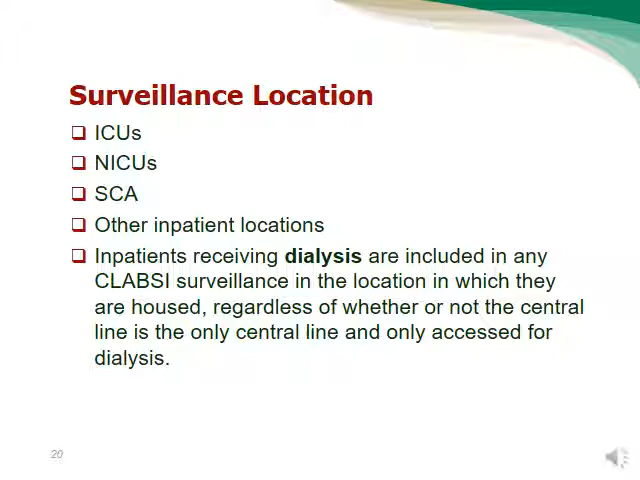 Surveillance Location
ICUs
NICUs
SCA
Other inpatient locations
Inpatients receiving dialysis are included in any
CLABSI surveillance in the location in which they
are housed, regardless of whether or not the central
line is the only central line and only accessed for
dialysis.
20